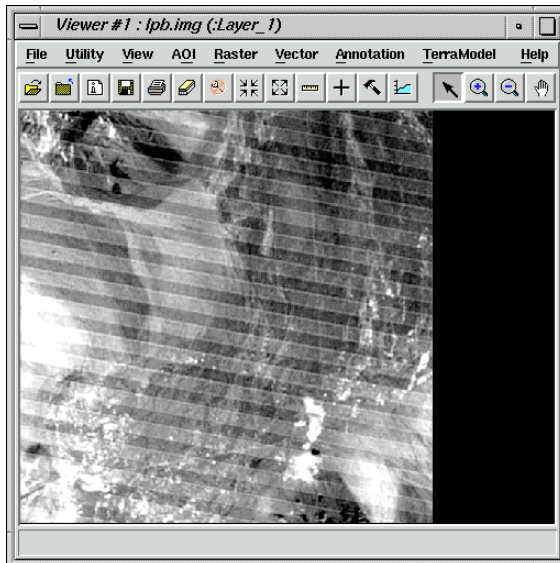 Viewer #1 : lpb.img (:Layer_1)
File Utility View AOI Raster Vector Annotation TerraModel Help